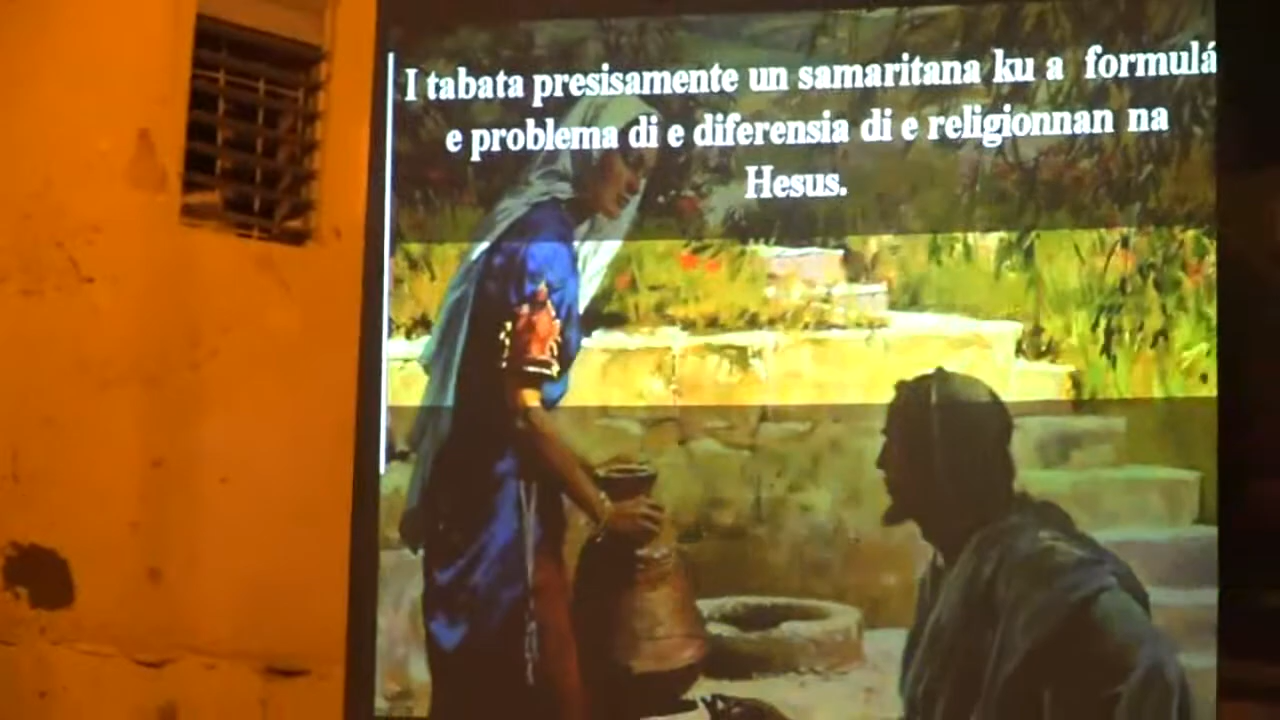 I tabata presisamente un samaritana ku a formulá
e problema di e diferensia di e religionnan na
Hesus.